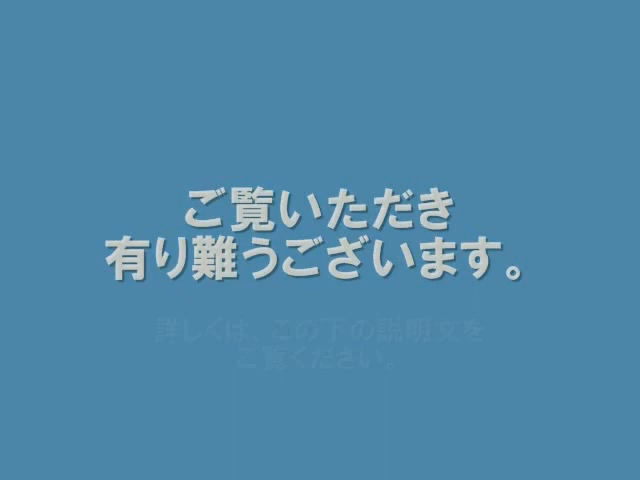 ご覧いただき
有り難うございます。
詳しくは、この下の説明文を
ご覧ください。